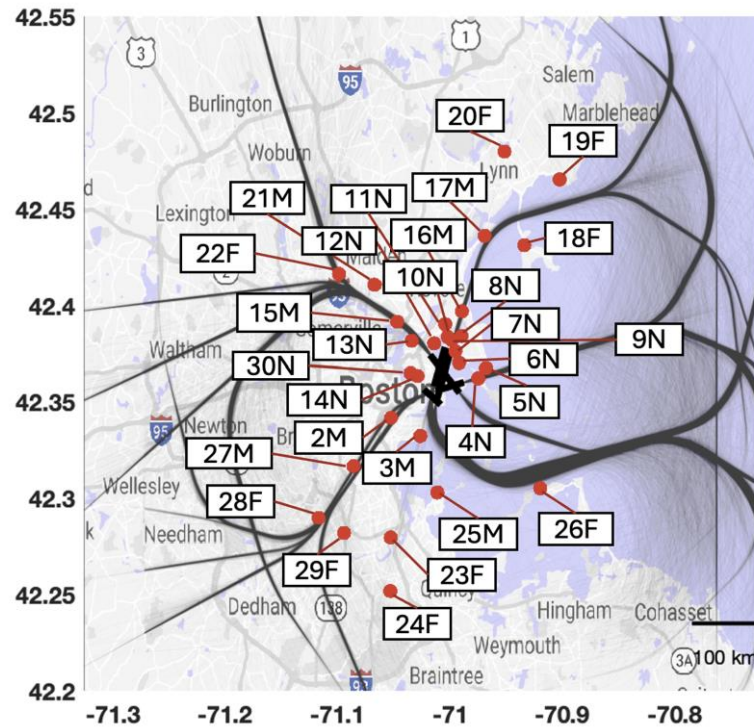 42.55
3
1
Salem
95
42.5
Burlington
20F
Marblehead
19F
Woburn
Lynn
42.45
21M
11N
17M
Lexington
12N
16M
18F
22F
Malden
2
10N
8N
42.4
15M
7N
9N
Somerville
13N
Waltham
6N
30N
Boston
5N
42.35
14N
95
Newton
2M
4N
27M
3M
42.3
Wellesley
28F
25M
26F
Needham
29F
23F
42.25
Quincy
Dedham
138
24F
Hingham
Cohasset
Weymouth
3A
100 km
Braintree
93
42.2
-71.3
-71.2
-71.1
-71
-70.9
-70.8